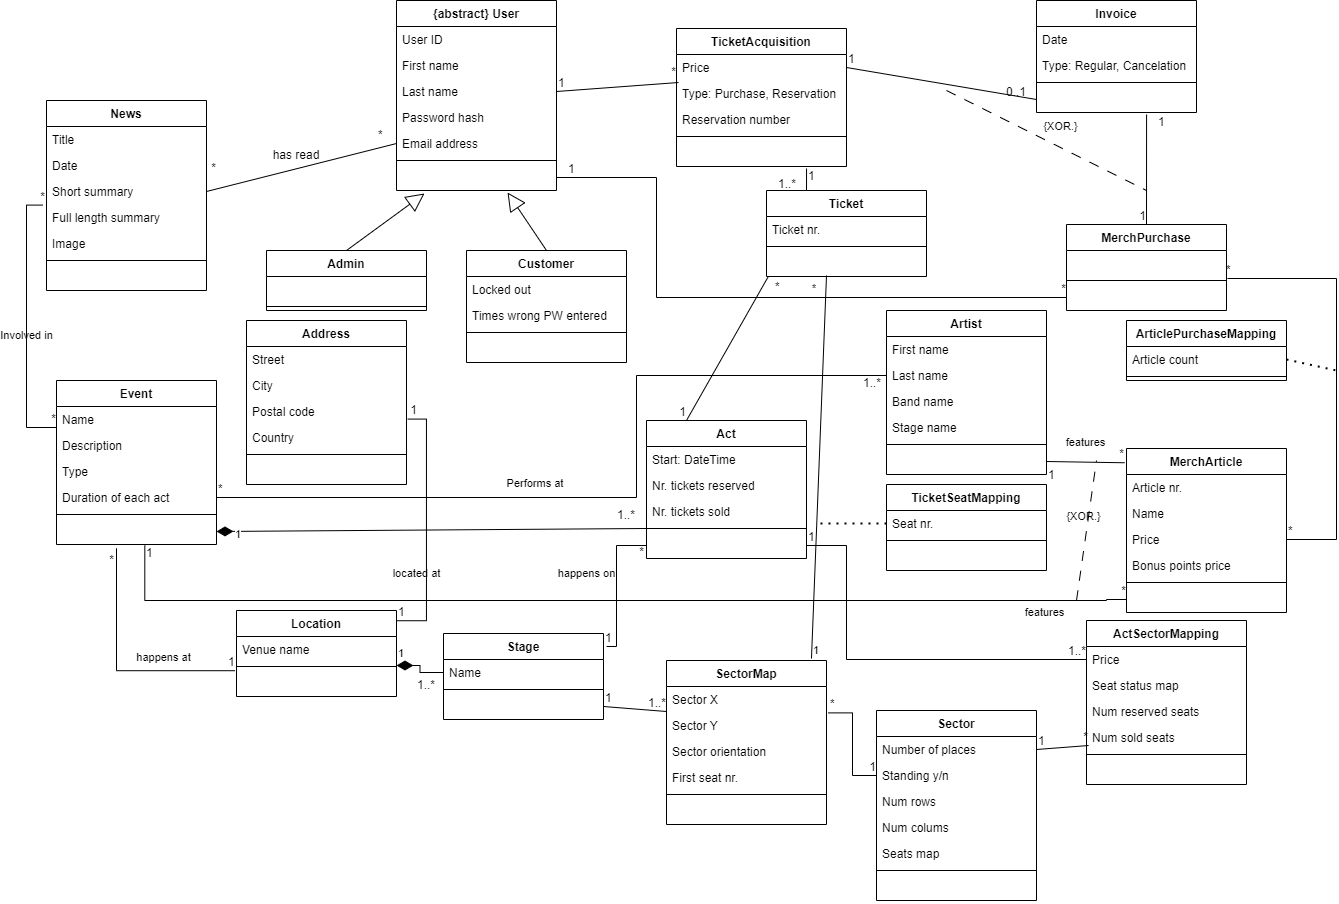 {abstract} User
User ID
First name
Last name
Password hash
Email address
TicketAcquisition
Price
Type: Purchase, Reservation
Reservation number
Invoice
Date
Type: Regular, Cancelation
1
*
1
0..1
{XOR.}
1
1
News
Title
Date
Short summary
Full length summary
Image
*
has read
*
*
Involved in
*
1
*
1
1..*
Ticket
Ticket nr.
*
*
MerchPurchase
*
Admin
Customer
Locked out
Times wrong PW entered
Address
Street
City
Postal code
Country
1
Artist
First name
Last name
Band name
Stage name
1..*
ArticlePurchaseMapping
Article count
Event
Name
Description
Type
Duration of each act
*
Performs at
1
Act
Start: DateTime
Nr. tickets reserved
Nr. tickets sold
1..*
1
*
1
features
*
1
{XOR.}
MerchArticle
Article nr.
Name
Price
Bonus points price
*
*
TicketSeatMapping
Seat nr.
*
1
located at
happens on
features
happens at
1
Location
Venue name
1
1
1..*
Stage
Name
1
1
1..*
SectorMap
Sector X
Sector Y
Sector orientation
First seat nr.
1
*
1
Sector
Number of places
Standing y/n
Num rows
Num colums
Seats map
1
*
1..*
ActSectorMapping
Price
Seat status map
Num reserved seats
Num sold seats